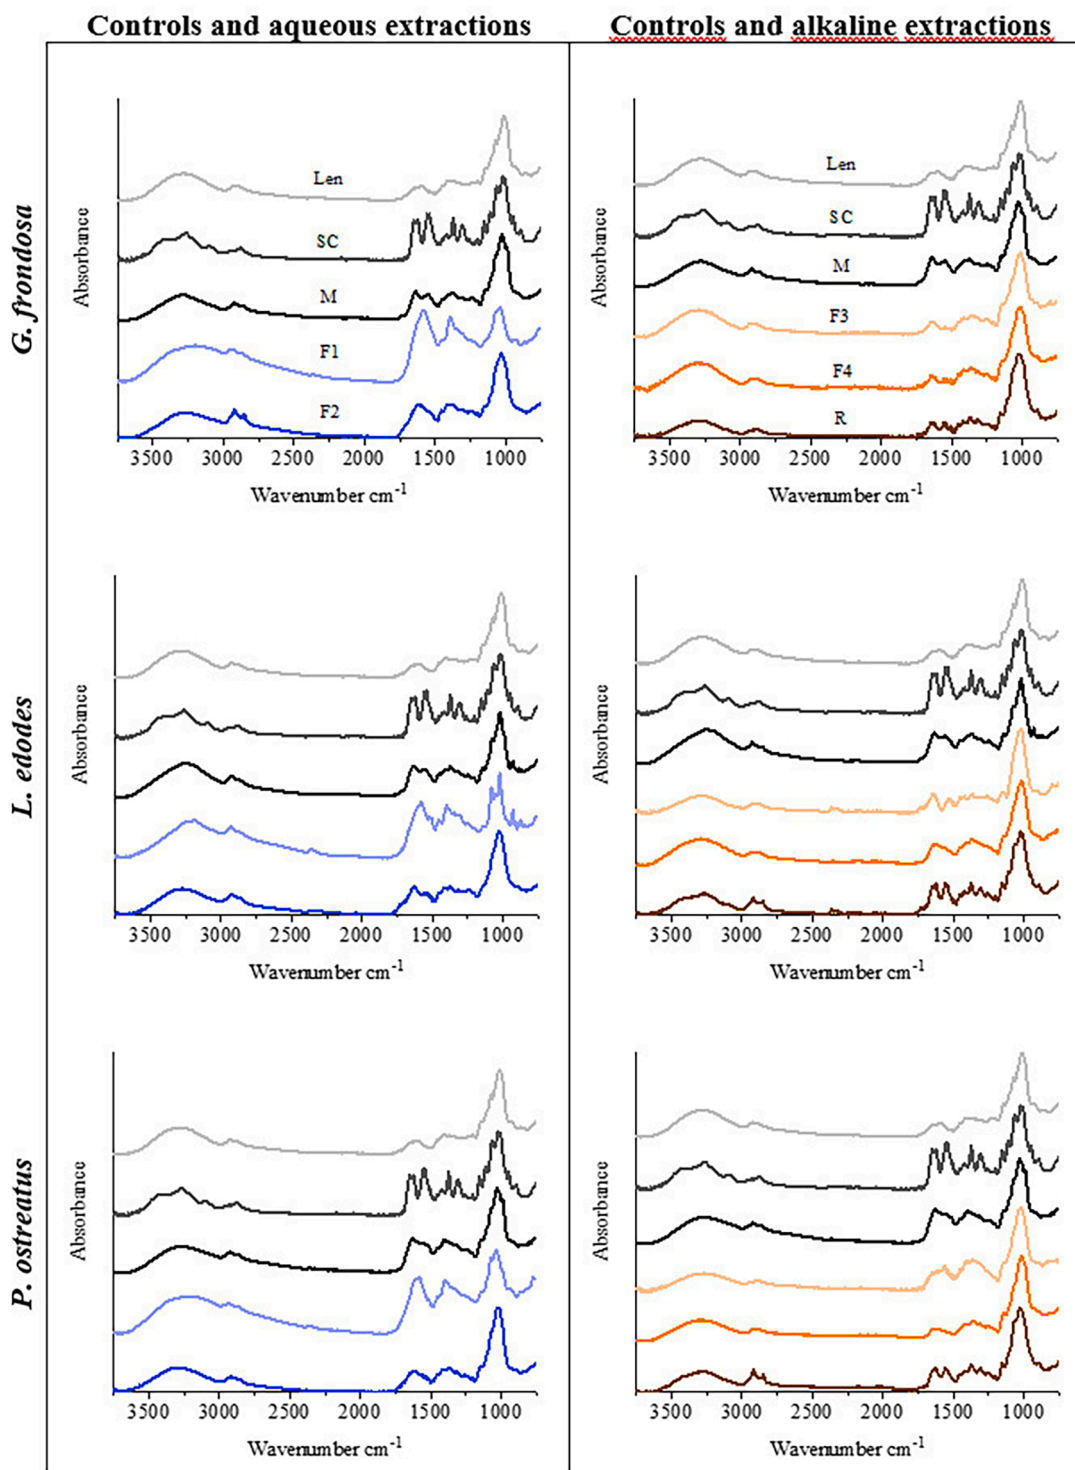 Controls and aqueous extractions
Controls and alkaline extractions
G. frondosa
Absorbance
Len
SC
M
F1
F2
3500 3000 2500 2000 1500 1000
Wavenumber cm-1
Absorbance
Len
SC
M
F3
F4
R
3500 3000 2500 2000 1500 1000
Wavenumber cm-1
L. edodes
Absorbance
3500 3000 2500 2000 1500 1000
Wavenumber cm-1
Absorbance
3500 3000 2500 2000 1500 1000
Wavenumber cm-1
P. ostreatus
Absorbance
3500 3000 2500 2000 1500 1000
Wavenumber cm-1
Absorbance
3500 3000 2500 2000 1500 1000
Wavenumber cm-1